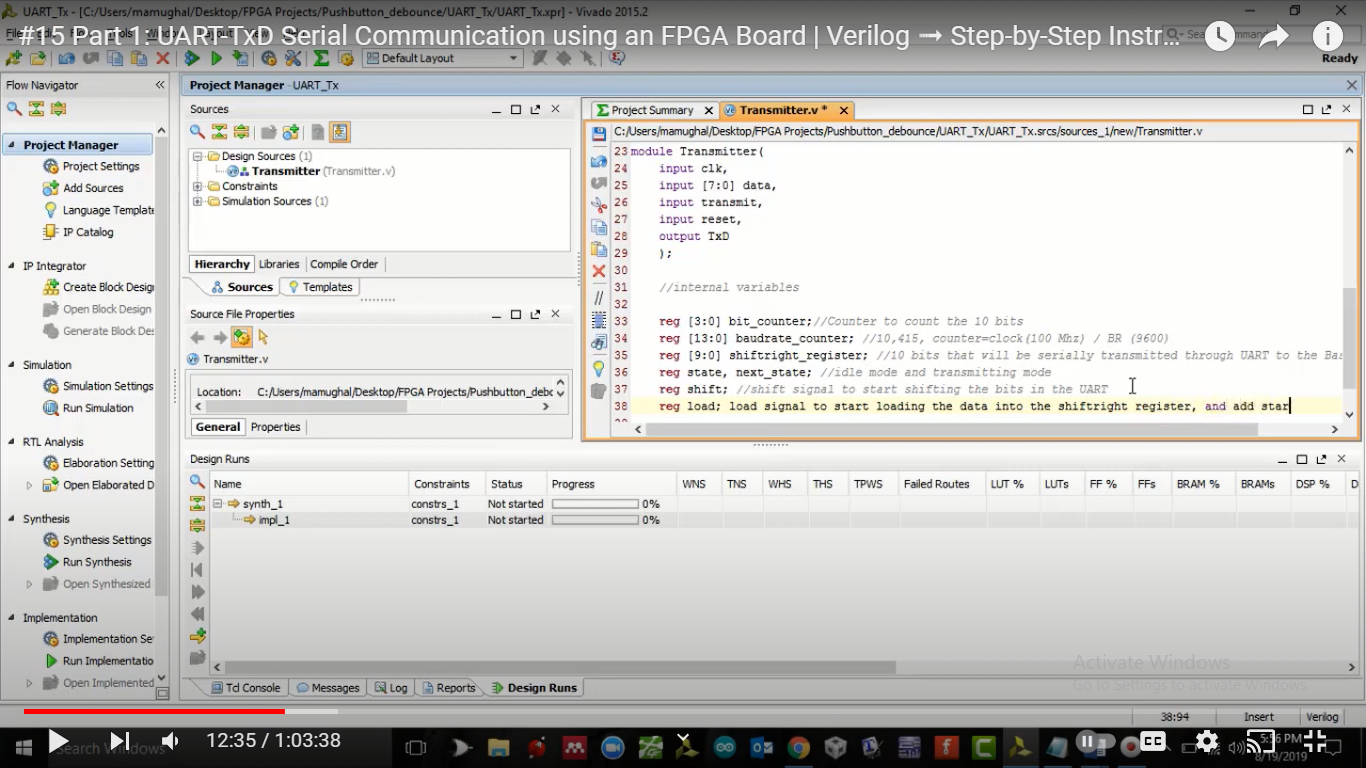 UART_Tx - [C:/Users/mamughal/Desktop/FPGA Projects/Pushbutton_debounce/UART_Tx/UART_Tx.xpr] - Vivado 2015.2
#15 Part 1: UART-TxD Serial Communication using an FPGA Board | Verilog → Step-by-Step Instr...
Default Layout
Ready
Flow Navigator
Project Manager - UART_Tx
Project Manager
Project Settings
Add Sources
Language Template
IP Catalog
IP Integrator
Create Block Design
Open Block Design
Generate Block Des
Simulation
Simulation Settings
Run Simulation
RTL Analysis
Elaboration Setting
Open Elaborated D
Synthesis
Synthesis Settings
Run Synthesis
Open Synthesized
Implementation
Implementation Se
Run Implementatio
Open Implemented
Sources
Design Sources (1)
Transmitter (Transmitter.v)
Constraints
Simulation Sources (1)
Hierarchy Libraries Compile Order
Sources Templates
Source File Properties
Transmitter.v
Location: C:/Users/mamughal/Desktop/FPGA Projects/Pushbutton_debo
General Properties
Project Summary Transmitter.v *
C:/Users/mamughal/Desktop/FPGA Projects/Pushbutton_debounce/UART_Tx/UART_Tx.srcs/sources_1/new/Transmitter.v
23 module Transmitter(
24 input clk,
25 input [7:0] data,
26 input transmit,
27 input reset,
28 output TxD
29 );
30
31 //internal variables
32
33 reg [3:0] bit_counter;//Counter to count the 10 bits
34 reg [13:0] baudrate_counter; //10,415, counter=clock(100 Mhz) / BR (9600)
35 reg [9:0] shiftright_register; //10 bits that will be serially transmitted through UART to the Bas
36 reg state, next_state; //idle mode and transmitting mode
37 reg shift; //shift signal to start shifting the bits in the UART
38 reg load; load signal to start loading the data into the shiftright register, and add star
Design Runs
Name Constraints Status Progress WNS TNS WHS THS TPWS Failed Routes LUT % LUTs FF % FFs BRAM % BRAMs DSP % D
synth_1 constrs_1 Not started 0%
impl_1 constrs_1 Not started 0%
Activate Windows
Go to Settings to activate Windows.
Tcl Console Messages Log Reports Design Runs
38:94 Insert Verilog
Search Windows
12:35 / 1:03:38
CC
5:56 PM
8/19/2019